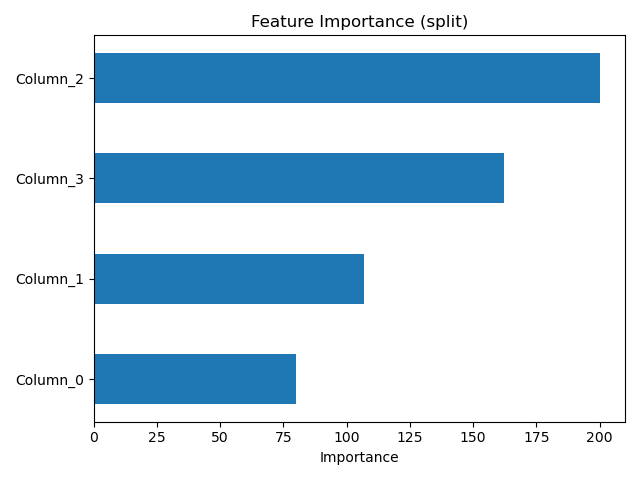 Feature Importance (split)
Column_2
Column_3
Column_1
Column_0
0 25 50 75 100 125 150 175 200
Importance